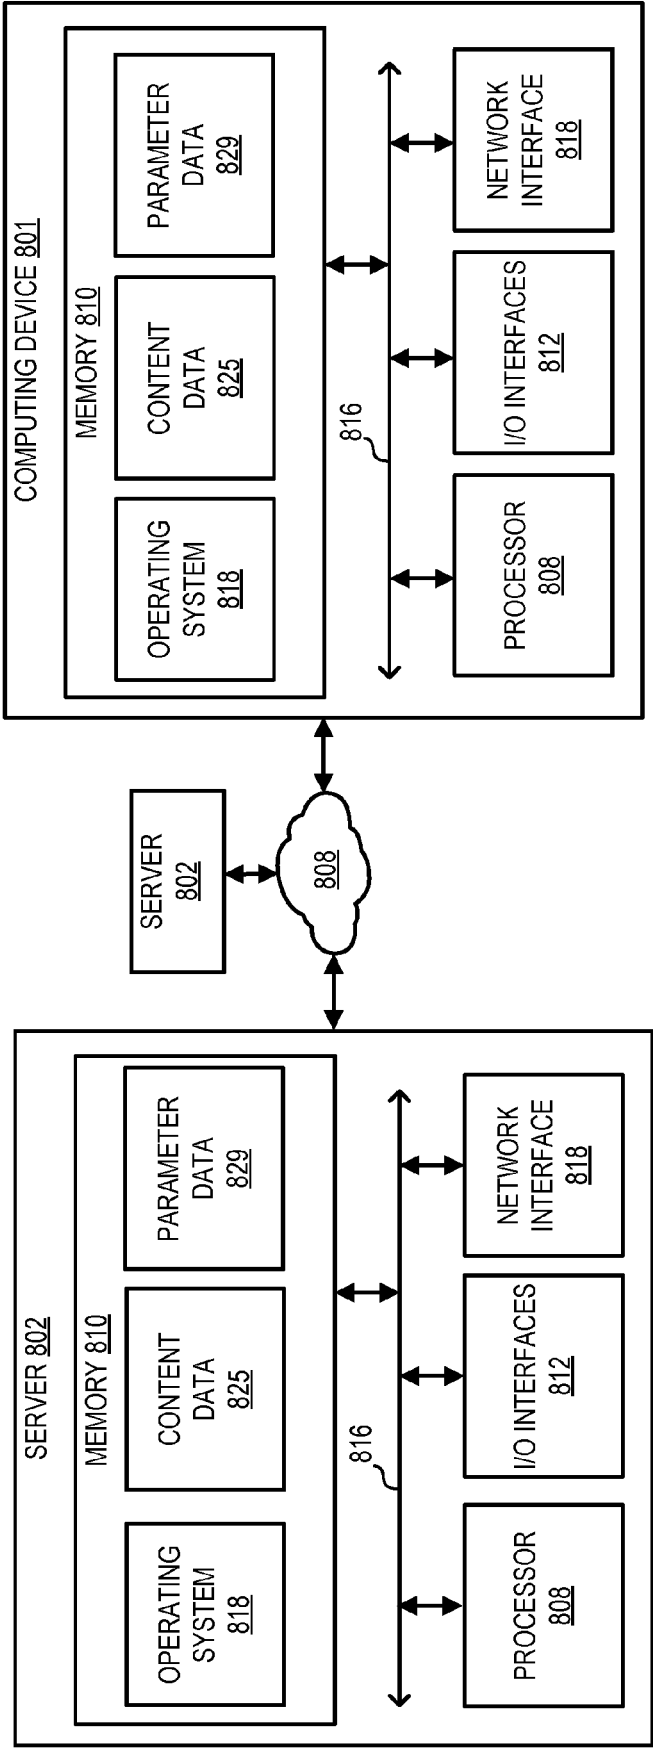 SERVER 802
MEMORY 810
OPERATING
SYSTEM
818
CONTENT
DATA
825
PARAMETER
DATA
829
816
PROCESSOR
808
I/O INTERFACES
812
NETWORK
INTERFACE
818
SERVER
802
808
COMPUTING DEVICE 801
MEMORY 810
OPERATING
SYSTEM
818
CONTENT
DATA
825
PARAMETER
DATA
829
816
PROCESSOR
808
I/O INTERFACES
812
NETWORK
INTERFACE
818